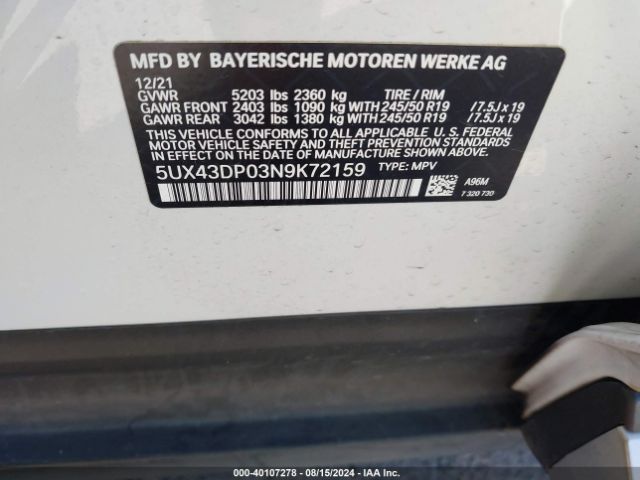 MFD BY BAYERISCHE MOTOREN WERKE AG
12/21
GVWR 5203 lbs 2360 kg TIRE / RIM
GAWR FRONT 2403 lbs 1090 kg WITH 245/50 R19 / 7.5J x 19
GAWR REAR 3042 lbs 1380 kg WITH 245/50 R19 / 7.5J x 19
THIS VEHICLE CONFORMS TO ALL APPLICABLE U. S. FEDERAL
MOTOR VEHICLE SAFETY AND THEFT PREVENTION STANDARDS
IN EFFECT ON THE DATE OF MANUFACTURE SHOWN ABOVE.
5UX43DP03N9K72159 TYPE: MPV
A96M
7 320 730
000-40107278 - 08/15/2024 - IAA Inc.